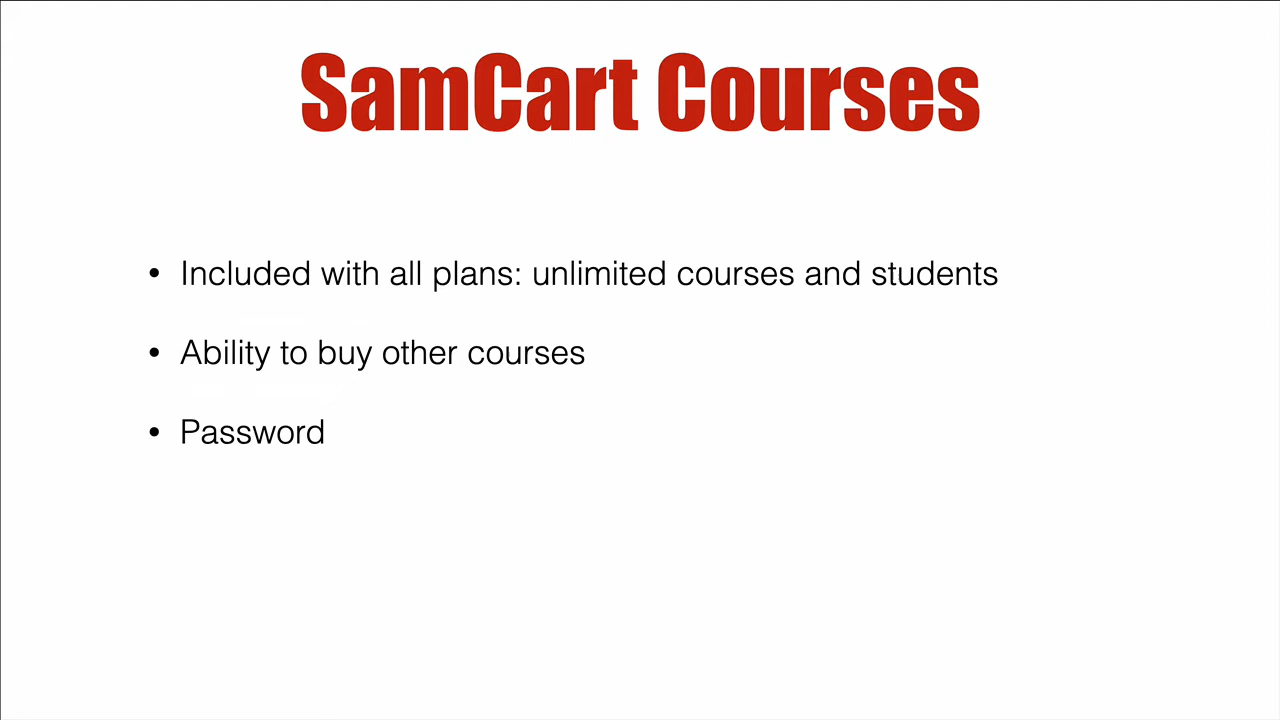 SamCart Courses
• Included with all plans: unlimited courses and students
• Ability to buy other courses
• Password